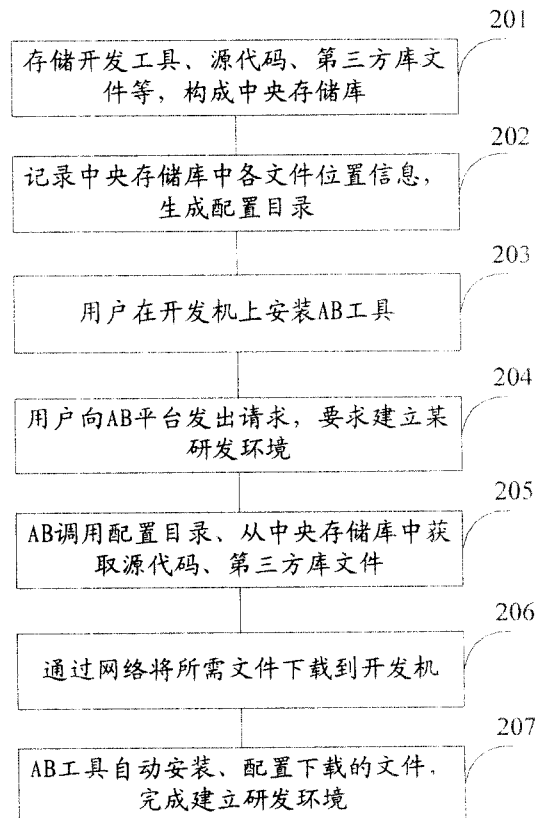 201
存储开发工具、源代码、第三方库文
件等，构成中央存储库
202
记录中央存储库中各文件位置信息，
生成配置目录
203
用户在开发机上安装AB工具
204
用户向AB平台发出请求，要求建立某
研发环境
205
AB调用配置目录、从中央存储库中获
取源代码、第三方库文件
206
通过网络将所需文件下载到开发机
207
AB工具自动安装、配置下载的文件，
完成建立研发环境